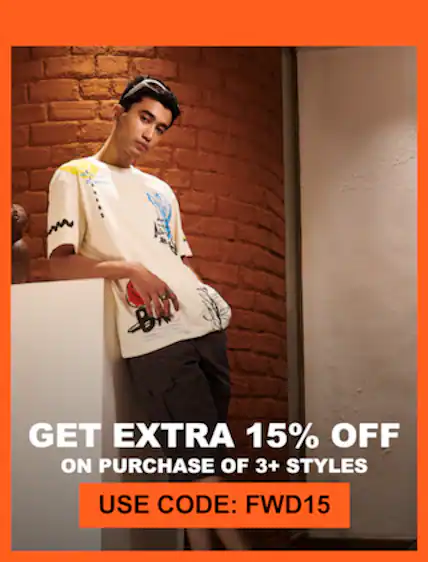 GET EXTRA 15% OFF
ON PURCHASE OF 3+ STYLES
USE CODE: FWD15